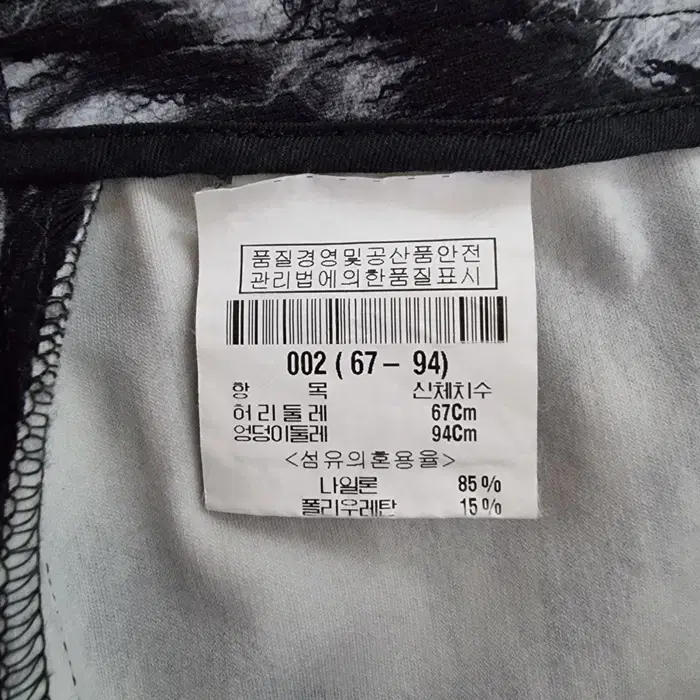 품질경영및공산품안전
관리법에의한품질표시
002 ( 67 – 94)
항 목 신체치수
허리둘레 67Cm
엉덩이둘레 94Cm
<섬유의혼용율>
나일론 85%
폴리우레탄 15%